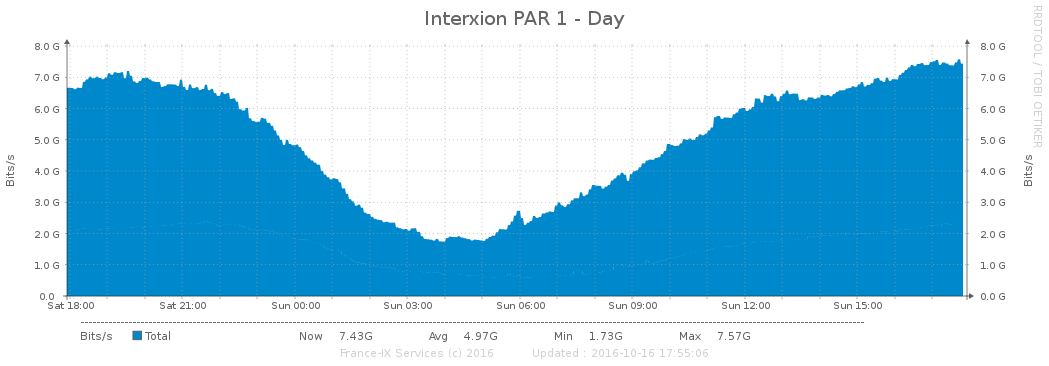 Interxion PAR 1 - Day
RRDTOOL / TOBI OETIKER
Bits/s
Bits/s
8.0 G 8.0 G
7.0 G 7.0 G
6.0 G 6.0 G
5.0 G 5.0 G
4.0 G 4.0 G
3.0 G 3.0 G
2.0 G 2.0 G
1.0 G 1.0 G
0.0 0.0 G
Sat 18:00 Sat 21:00 Sun 00:00 Sun 03:00 Sun 06:00 Sun 09:00 Sun 12:00 Sun 15:00
Bits/s Total Now 7.43G Avg 4.97G Min 1.73G Max 7.57G
France-IX Services (c) 2016 Updated : 2016-10-16 17:55:06